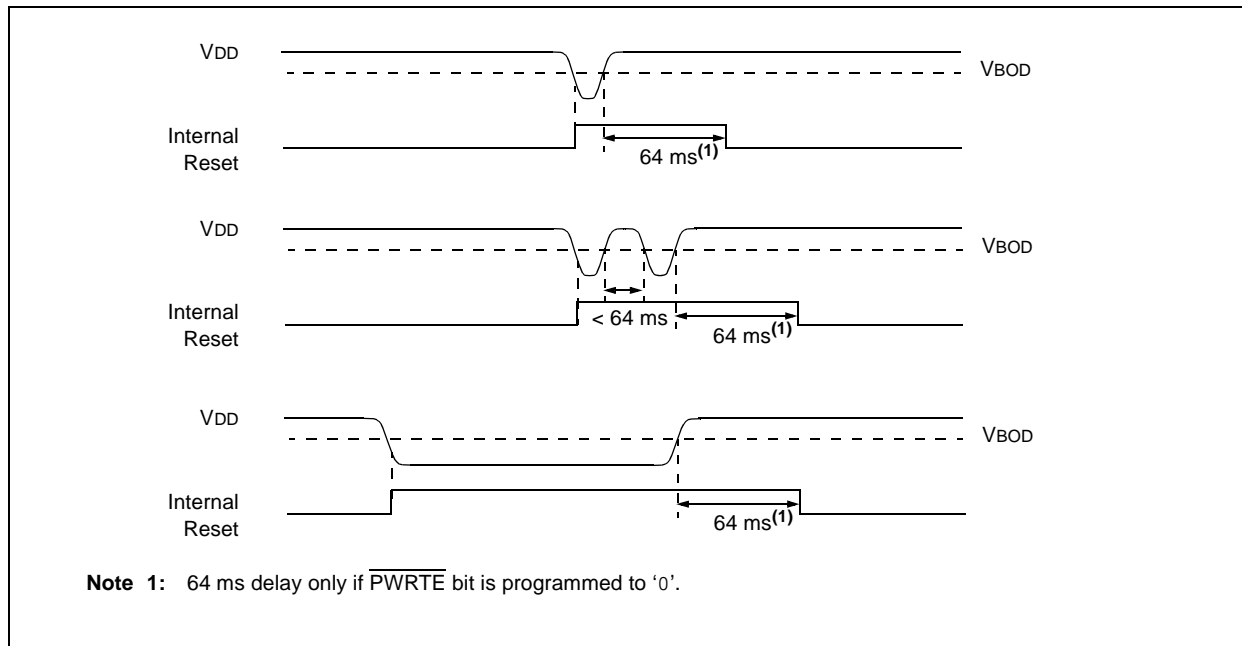 VDD
VBOD
Internal
Reset
64 ms(1)
VDD
VBOD
Internal
Reset
< 64 ms
64 ms(1)
VDD
VBOD
Internal
Reset
64 ms(1)
Note 1: 64 ms delay only if PWRTE bit is programmed to ‘0’.